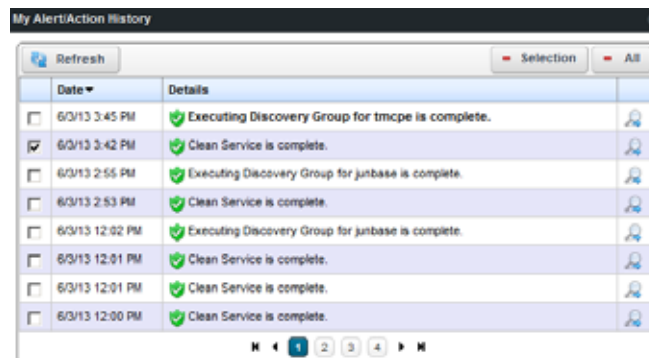 My Alert/Action History
Refresh - Selection - All
Date Details
6/3/13 3:45 PM Executing Discovery Group for tmcpe is complete.
6/3/13 3:42 PM Clean Service is complete.
6/3/13 2:55 PM Executing Discovery Group for junbase is complete.
6/3/13 2:53 PM Clean Service is complete.
6/3/13 12:02 PM Executing Discovery Group for junbase is complete.
6/3/13 12:01 PM Clean Service is complete.
6/3/13 12:01 PM Clean Service is complete.
6/3/13 12:00 PM Clean Service is complete.
1 2 3 4